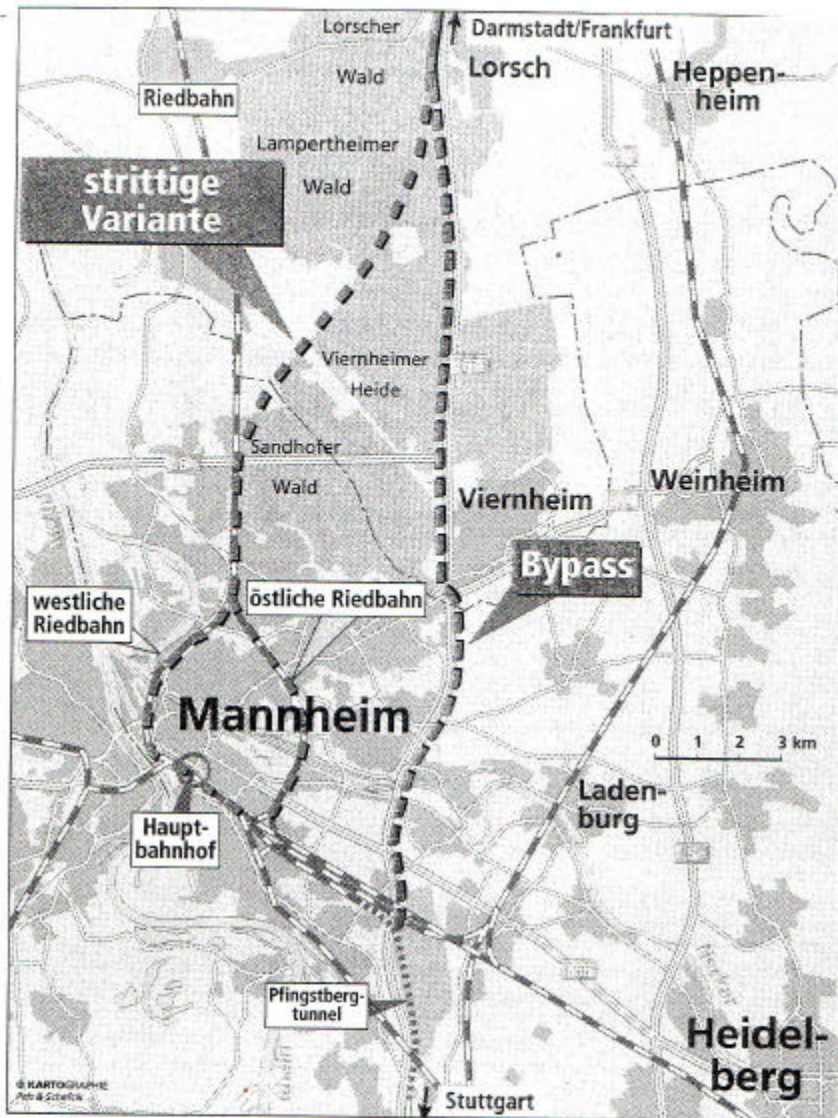 Lorscher
Wald
Darmstadt/Frankfurt
Lorsch
Heppen-
heim
Riedbahn
Lampertheimer
Wald
strittige
Variante
Viernheimer
Heide
Sandhofer
Wald
Viernheim
Weinheim
Bypass
westliche
Riedbahn
östliche Riedbahn
Mannheim
0 1 2 3 km
Laden-
burg
Haupt-
bahnhof
Neckar
Pfingstberg-
tunnel
Heidel-
berg
Rhein
© KARTOGRAPHIE
Stuttgart